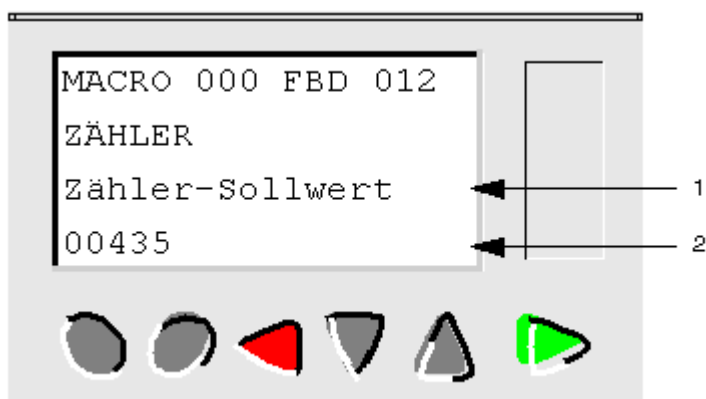 MACRO 000 FBD 012
ZÄHLER
Zähler-Sollwert
1
00435
2